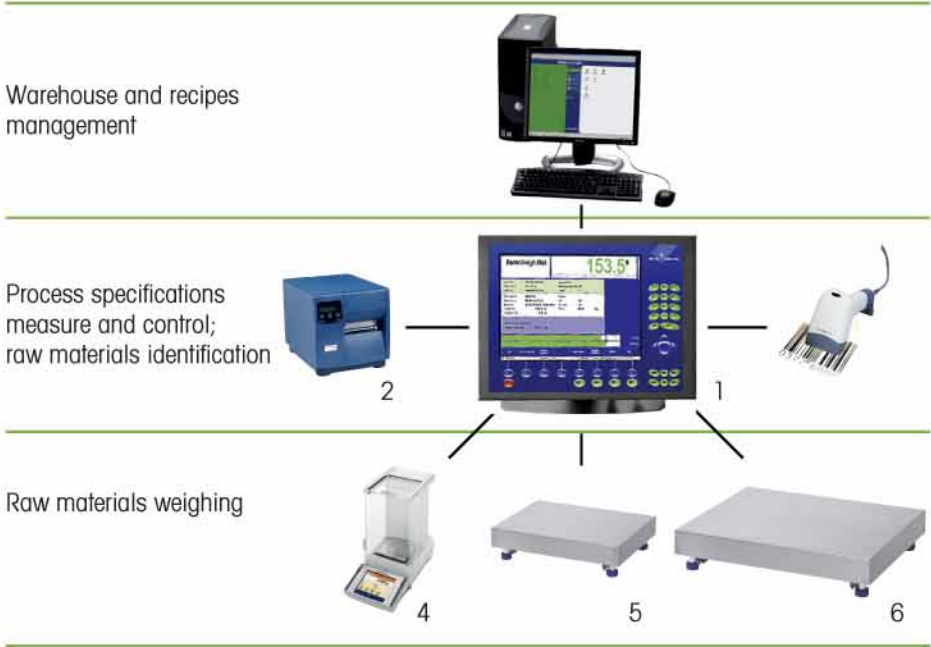 Warehouse and recipes
management
153.5
Process specifications
measure and control;
raw materials identification
2
1
Raw materials weighing
4
5
6